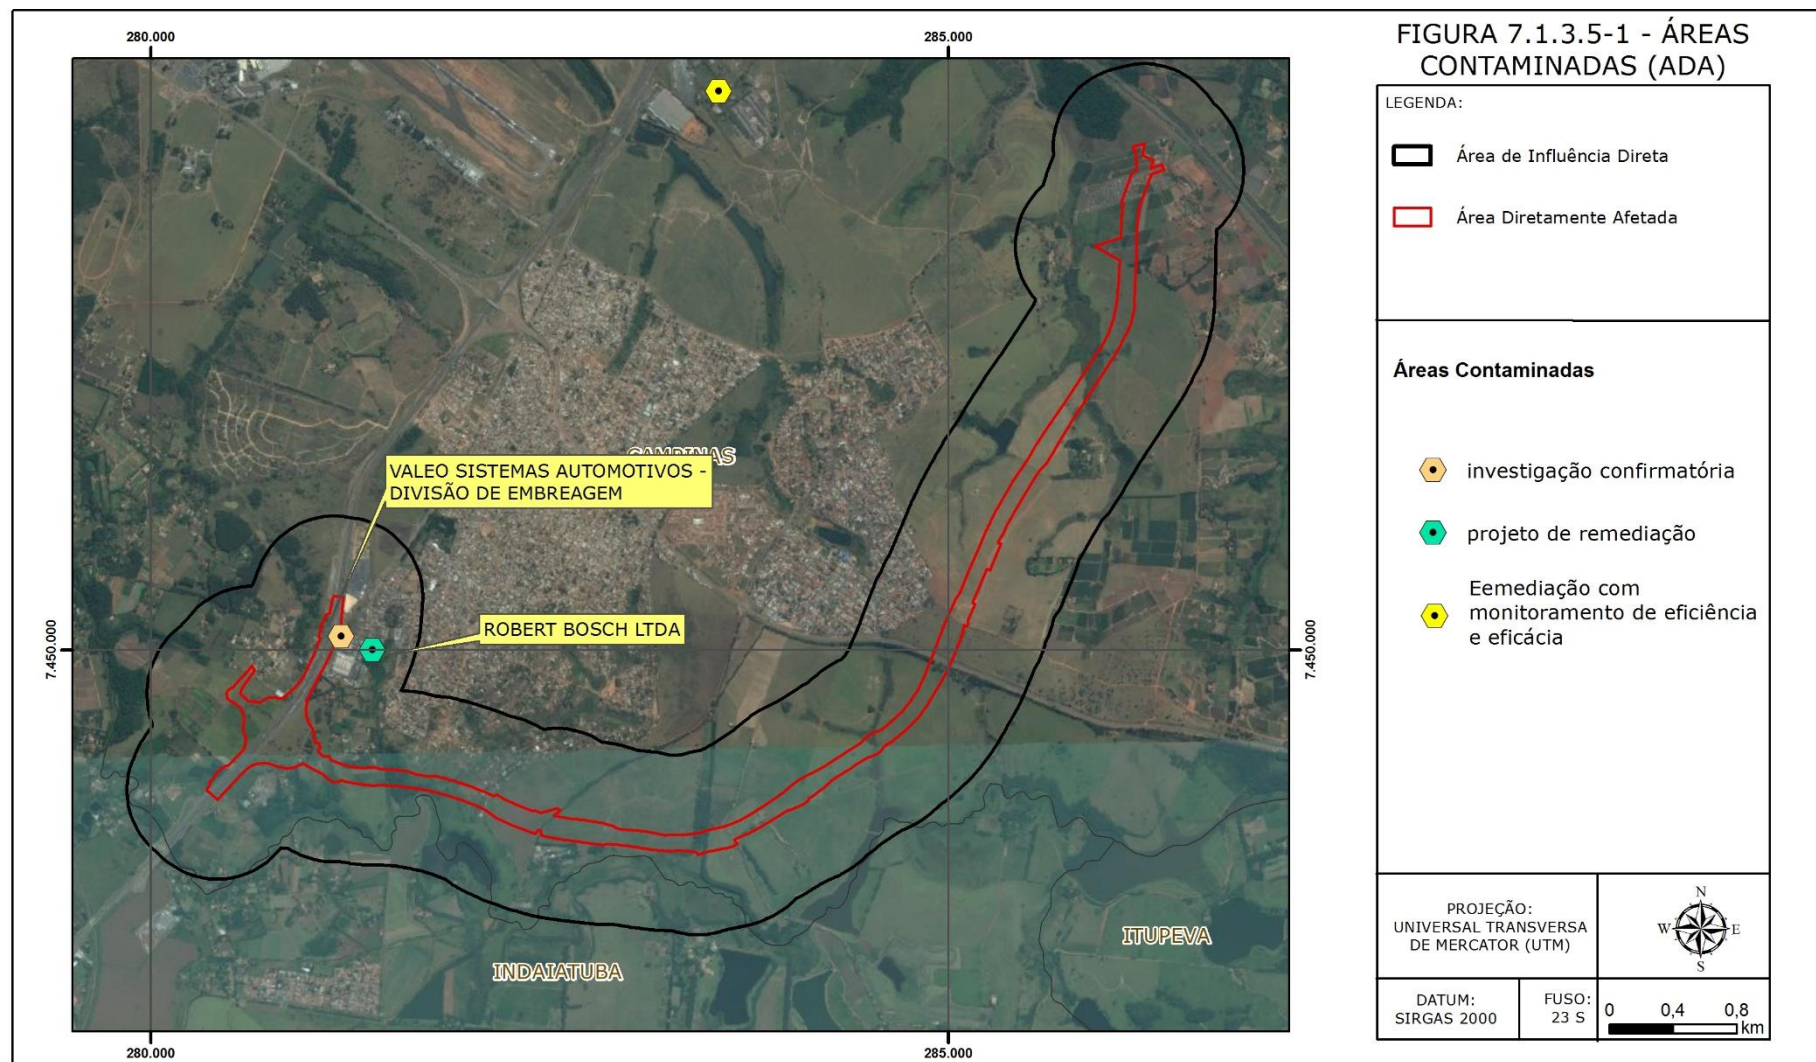 FIGURA 7.1.3.5-1 - ÁREAS
CONTAMINADAS (ADA)
280.000
285.000
7.450.000
7.450.000
CAMPINAS
VALEO SISTEMAS AUTOMOTIVOS -
DIVISÃO DE EMBREAGEM
ROBERT BOSCH LTDA
ITUPEVA
INDAIATUBA
280.000
285.000
LEGENDA:
Área de Influência Direta
Área Diretamente Afetada
Áreas Contaminadas
investigação confirmatória
projeto de remediação
Eemediação com
monitoramento de eficiência
e eficácia
PROJEÇÃO:
UNIVERSAL TRANSVERSA
DE MERCATOR (UTM)
N
W
E
S
DATUM:
SIRGAS 2000
FUSO:
23 S
0 0,4 0,8
km